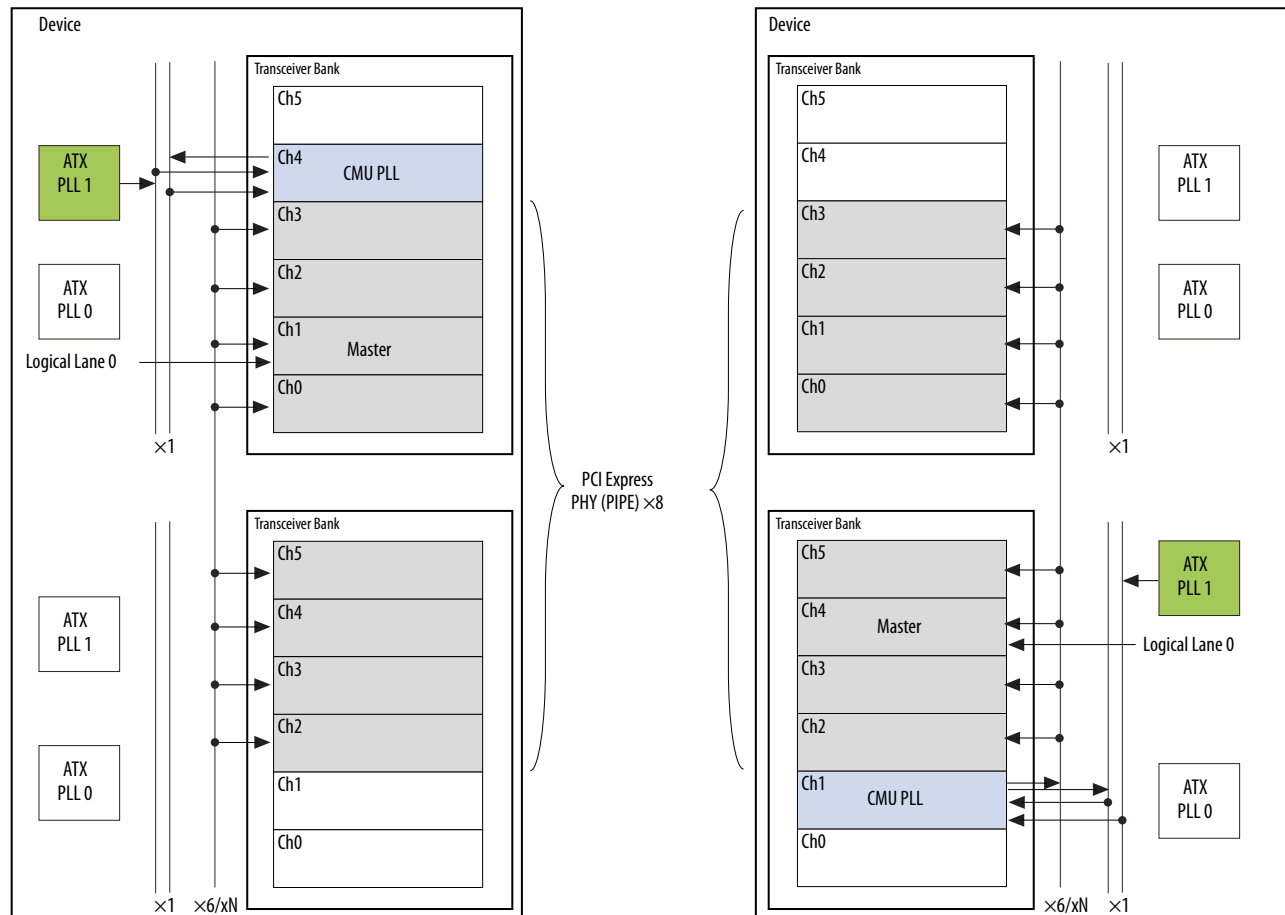 Device
Transceiver Bank
Ch5
Ch4
CMU PLL
Ch3
Ch2
Ch1
Master
Ch0
ATX
PLL 1
ATX
PLL 0
Logical Lane 0
×1
Transceiver Bank
Ch5
Ch4
Ch3
Ch2
Ch1
Ch0
ATX
PLL 1
ATX
PLL 0
×1
×6/xN
PCI Express
PHY (PIPE) ×8
Device
Transceiver Bank
Ch5
Ch4
Ch3
Ch2
Ch1
Ch0
ATX
PLL 1
ATX
PLL 0
×1
Transceiver Bank
Ch5
Ch4
Master
Ch3
Ch2
Ch1
CMU PLL
Ch0
ATX
PLL 1
Logical Lane 0
ATX
PLL 0
×6/xN
×1